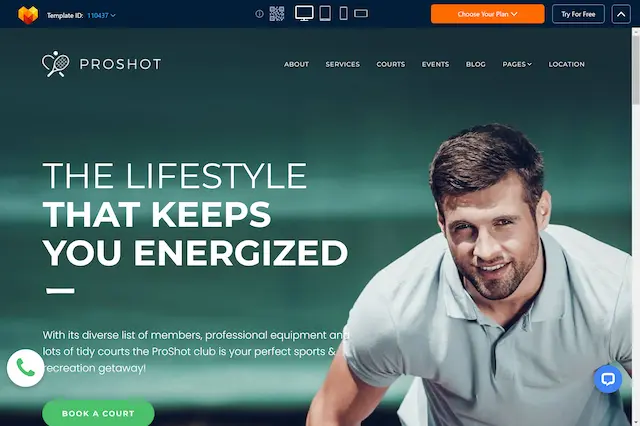 Template ID: 110437
Choose Your Plan
Try For Free
PROSHOT
ABOUT SERVICES COURTS EVENTS BLOG PAGES LOCATION
THE LIFESTYLE
THAT KEEPS
YOU ENERGIZED
With its diverse list of members, professional equipment and
lots of tidy courts the ProShot club is your perfect sports &
recreation getaway!
BOOK A COURT